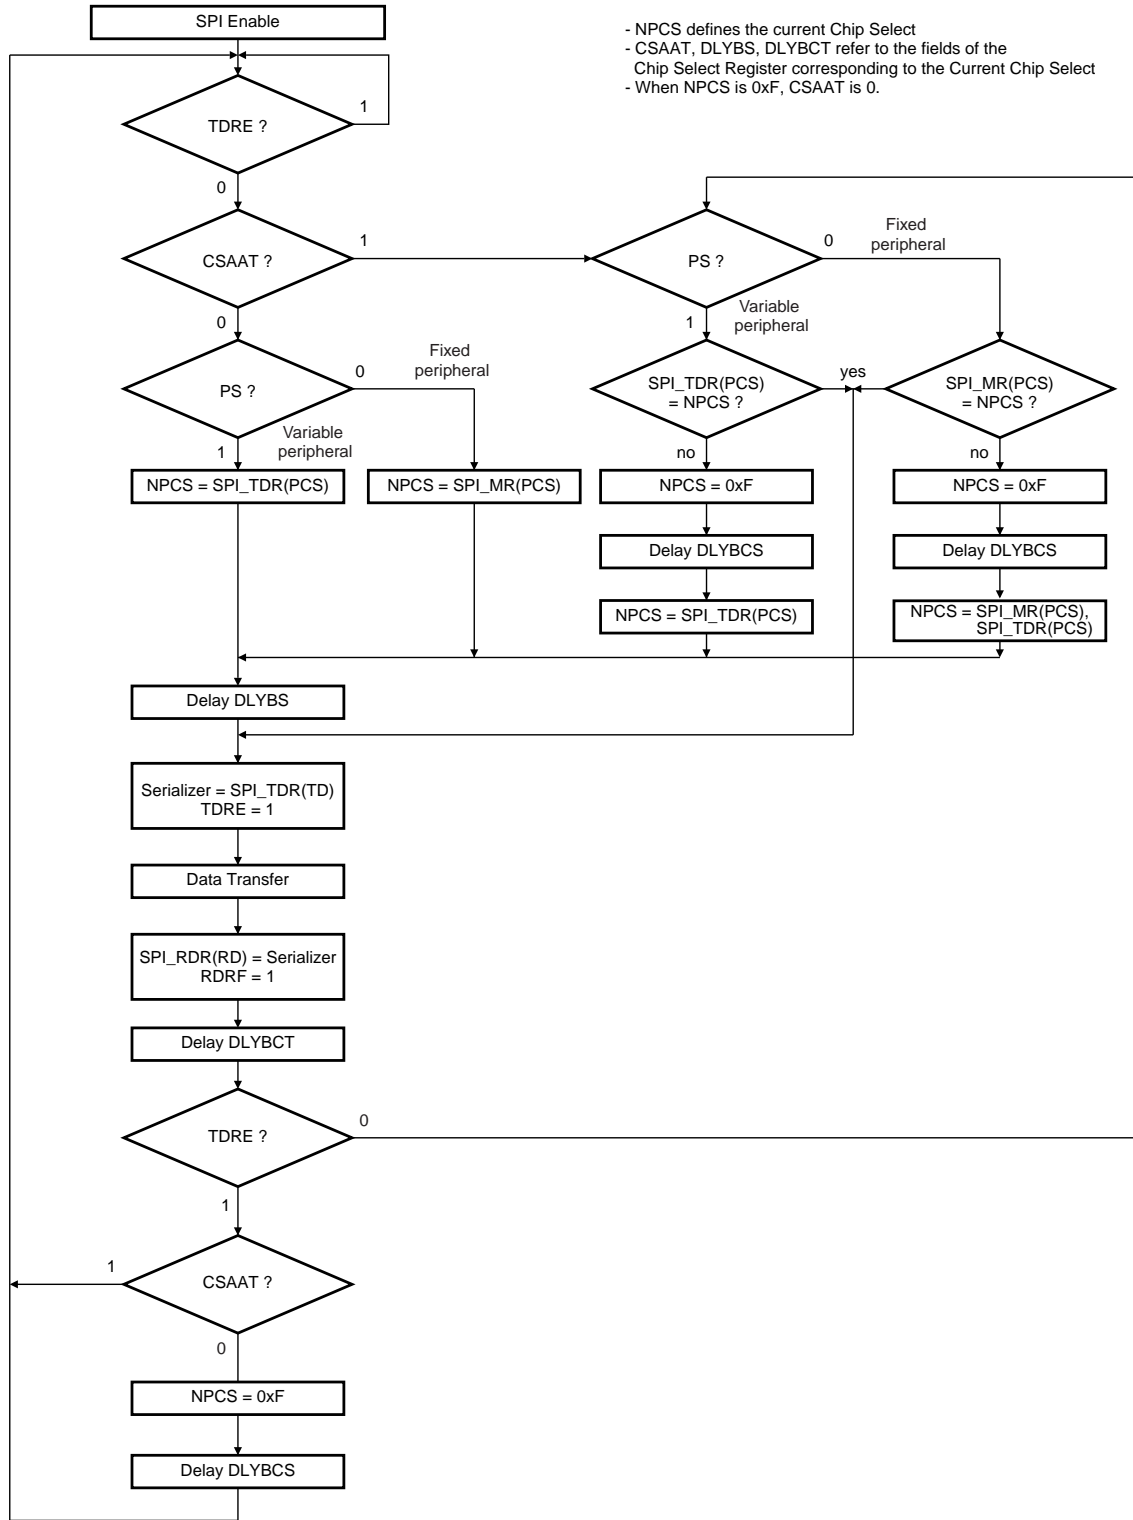 SPI Enable
- NPCS defines the current Chip Select
- CSAAT, DLYBS, DLYBCT refer to the fields of the
Chip Select Register corresponding to the Current Chip Select
- When NPCS is 0xF, CSAAT is 0.
TDRE ?
1
0
CSAAT ?
1
0
PS ?
0
Fixed
peripheral
1
Variable
peripheral
NPCS = SPI_TDR(PCS)
NPCS = SPI_MR(PCS)
PS ?
0
Fixed
peripheral
1
Variable
peripheral
SPI_TDR(PCS)
= NPCS ?
yes
SPI_MR(PCS)
= NPCS ?
no
no
NPCS = 0xF
NPCS = 0xF
Delay DLYBCS
Delay DLYBCS
NPCS = SPI_TDR(PCS)
NPCS = SPI_MR(PCS),
SPI_TDR(PCS)
Delay DLYBS
Serializer = SPI_TDR(TD)
TDRE = 1
Data Transfer
SPI_RDR(RD) = Serializer
RDRF = 1
Delay DLYBCT
TDRE ?
0
1
CSAAT ?
1
0
NPCS = 0xF
Delay DLYBCS